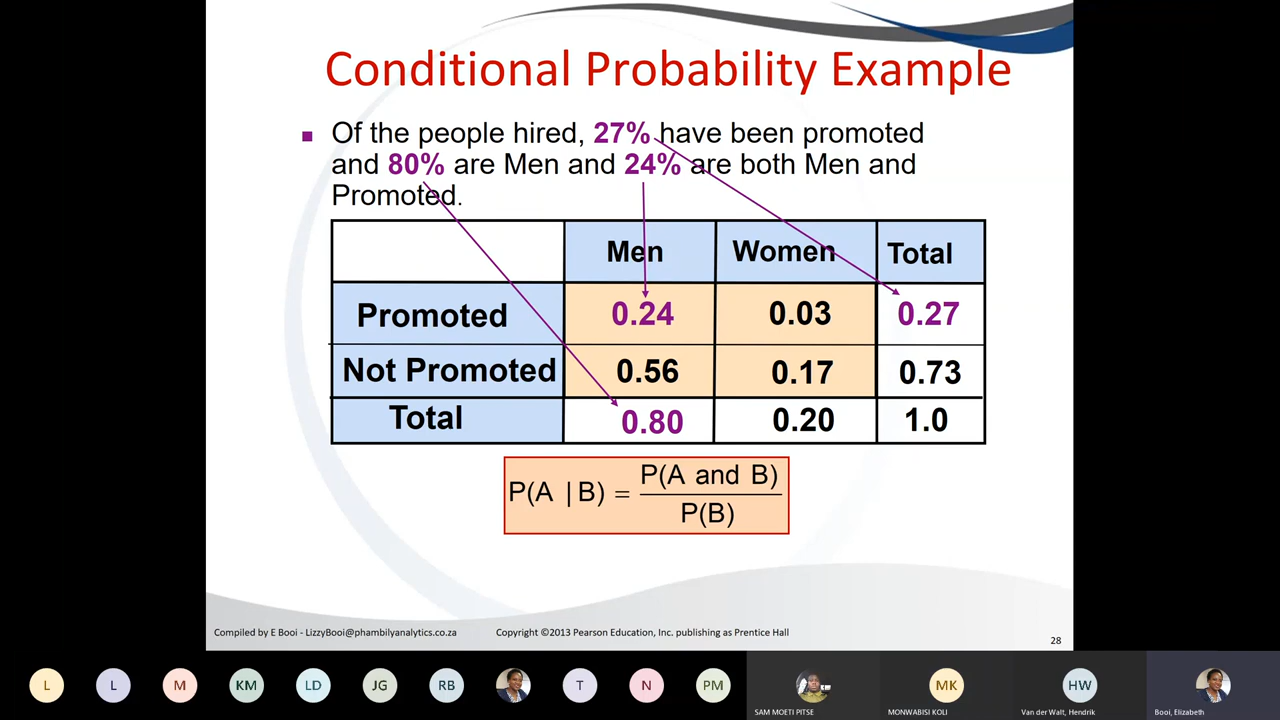 Conditional Probability Example
Of the people hired, 27% have been promoted
and 80% are Men and 24% are both Men and
Promoted.
Men Women Total
Promoted 0.24 0.03 0.27
Not Promoted 0.56 0.17 0.73
Total 0.80 0.20 1.0
P(A | B) = P(A and B)
P(B)
Compiled by E Booi - LizzyBooi@phambilyanalytics.co.za Copyright ©2013 Pearson Education, Inc. publishing as Prentice Hall
28
L L M KM LD JG RB T N PM MK HW
SAM MOETI PITSE MONWABISI KOLI Van der Walt, Hendrik Booi, Elizabeth